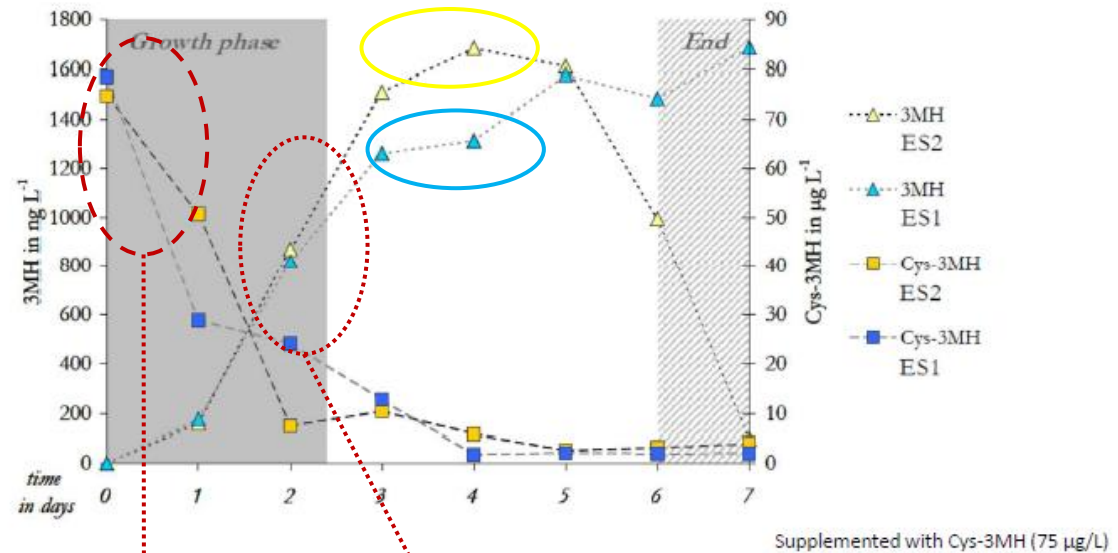 1800
1600
1400
1200
1000
800
600
400
200
0
3MH in ng L⁻¹
Growth phase
End
90
80
70
60
50
40
30
20
10
0
Cys-3MH in µg L⁻¹
time
in days
0 1 2 3 4 5 6 7
3MH
ES2
3MH
ES1
Cys-3MH
ES2
Cys-3MH
ES1
Supplemented with Cys-3MH (75 µg/L)